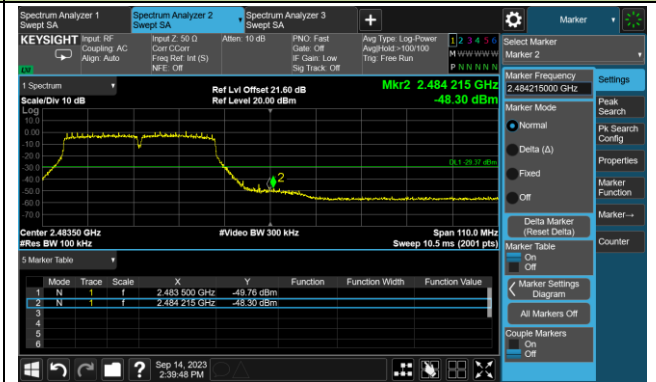 Spectrum Analyzer 1
Swept SA
Spectrum Analyzer 2
Swept SA
Spectrum Analyzer 3
Swept SA
+
Marker
KEYSIGHT
Input: RF
Coupling: AC
Align: Auto
Input Z: 50 Ω
Corr CCorr
Freq Ref: Int (S)
NFE: Off
Atten: 10 dB
PNO: Fast
Gate: Off
IF Gain: Low
Sig Track: Off
Avg Type: Log-Power
Avg|Hold:>100/100
Trig: Free Run
1 2 3 4 5 6
M W W W W W
P N N N N N
Select Marker
Marker 2
1 Spectrum
Scale/Div 10 dB
Ref Lvl Offset 21.60 dB
Ref Level 20.00 dBm
Mkr2 2.484 215 GHz
-48.30 dBm
Log
10.0
0.00
-10.0
-20.0
-30.0
-40.0
-50.0
-60.0
-70.0
DL1 -29.37 dBm
2
Center 2.48350 GHz
#Res BW 100 kHz
#Video BW 300 kHz
Span 110.0 MHz
Sweep 10.5 ms (2001 pts)
5 Marker Table
Mode Trace Scale X Y Function Function Width Function Value
1 N 1 f 2.483 500 GHz -49.76 dBm
2 N 1 f 2.484 215 GHz -48.30 dBm
3
4
5
6
Marker Frequency
2.484215000 GHz
Marker Mode
Normal
Delta (Δ)
Fixed
Off
Delta Marker
(Reset Delta)
Marker Table
On
Off
Marker Settings
Diagram
All Markers Off
Couple Markers
On
Off
Settings
Peak
Search
Pk Search
Config
Properties
Marker
Function
Marker→
Counter
?
Sep 14, 2023
2:39:48 PM